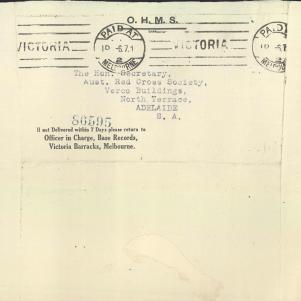 O. H. M. S.
PAID AT
VICTORIA
MELBOURNE
VICTORIA
PAID A
The Hon. Secretary,
Aust. Red Cross Society,
Verco Buildings,
North Terrace,
ADELAIDE
S. A.
86595
If not Delivered within 7 Days please return to
Officer in Charge, Base Records,
Victoria Barracks, Melbourne.